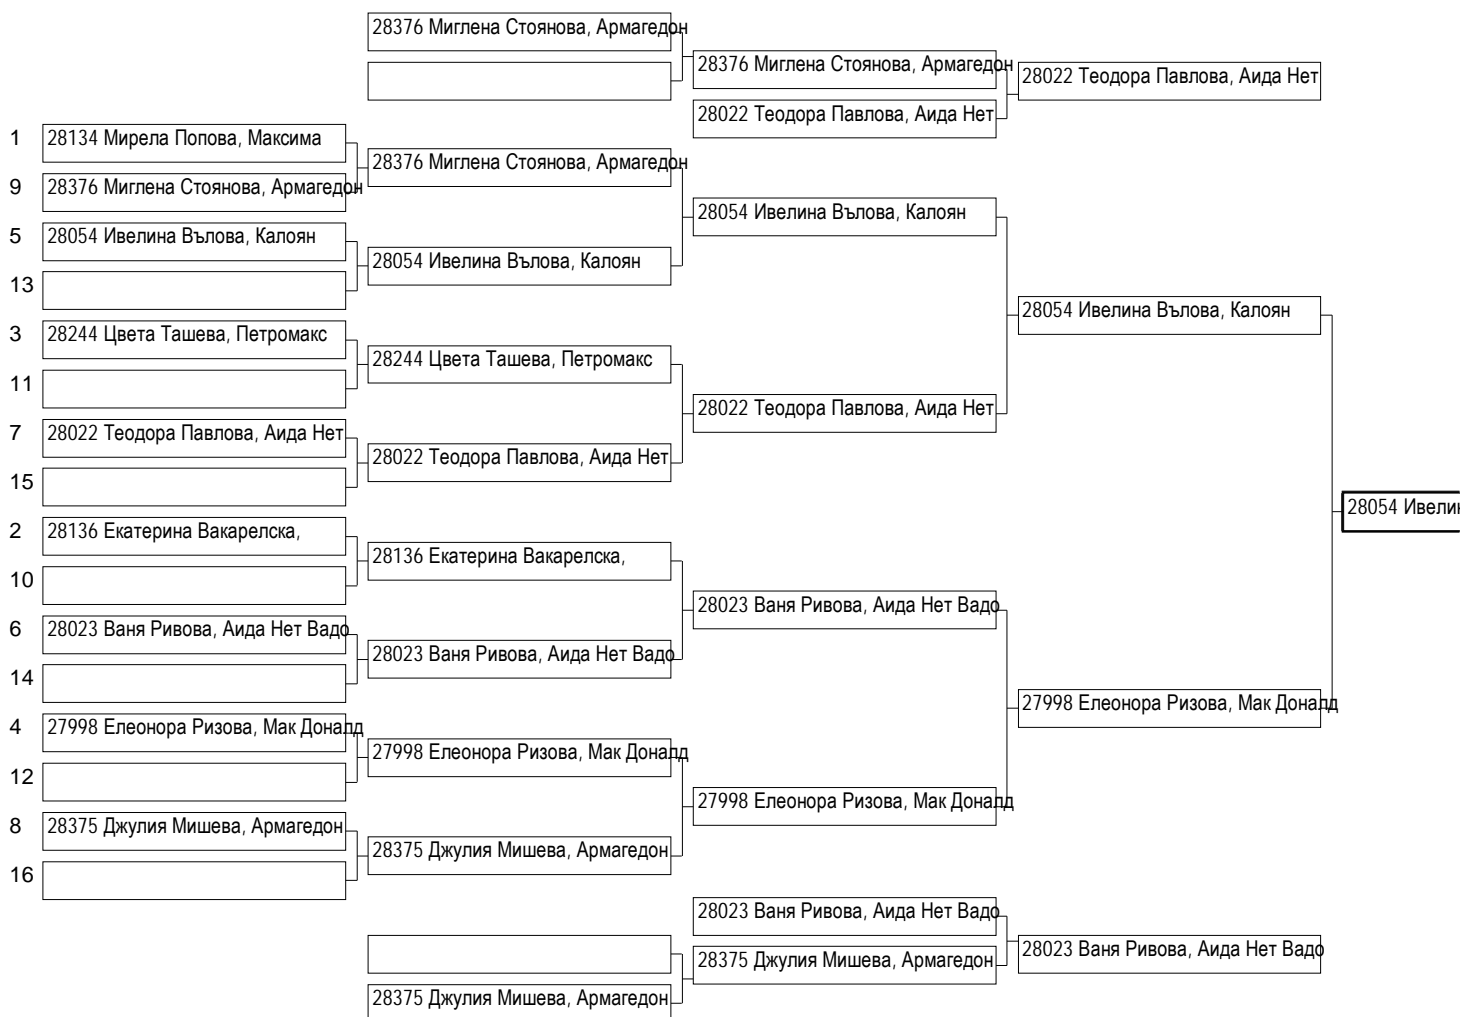 28376 Миглена Стоянова, Армагедон
28376 Миглена Стоянова, Армагедон
28022 Теодора Павлова, Аида Нет
28022 Теодора Павлова, Аида Нет
1 28134 Мирела Попова, Максима
28376 Миглена Стоянова, Армагедон
9 28376 Миглена Стоянова, Армагедон
28054 Ивелина Вълова, Калоян
5 28054 Ивелина Вълова, Калоян
28054 Ивелина Вълова, Калоян
13
28054 Ивелина Вълова, Калоян
3 28244 Цвета Ташева, Петромакс
28244 Цвета Ташева, Петромакс
11
28022 Теодора Павлова, Аида Нет
7 28022 Теодора Павлова, Аида Нет
28022 Теодора Павлова, Аида Нет
15
28054 Ивелин
2 28136 Екатерина Вакарелска,
28136 Екатерина Вакарелска,
10
28023 Ваня Ривова, Аида Нет Вадо
6 28023 Ваня Ривова, Аида Нет Вадо
28023 Ваня Ривова, Аида Нет Вадо
14
27998 Елеонора Ризова, Мак Доналд
4 27998 Елеонора Ризова, Мак Доналд
27998 Елеонора Ризова, Мак Доналд
12
27998 Елеонора Ризова, Мак Доналд
8 28375 Джулия Мишева, Армагедон
28375 Джулия Мишева, Армагедон
16
28023 Ваня Ривова, Аида Нет Вадо
28023 Ваня Ривова, Аида Нет Вадо
28375 Джулия Мишева, Армагедон
28375 Джулия Мишева, Армагедон